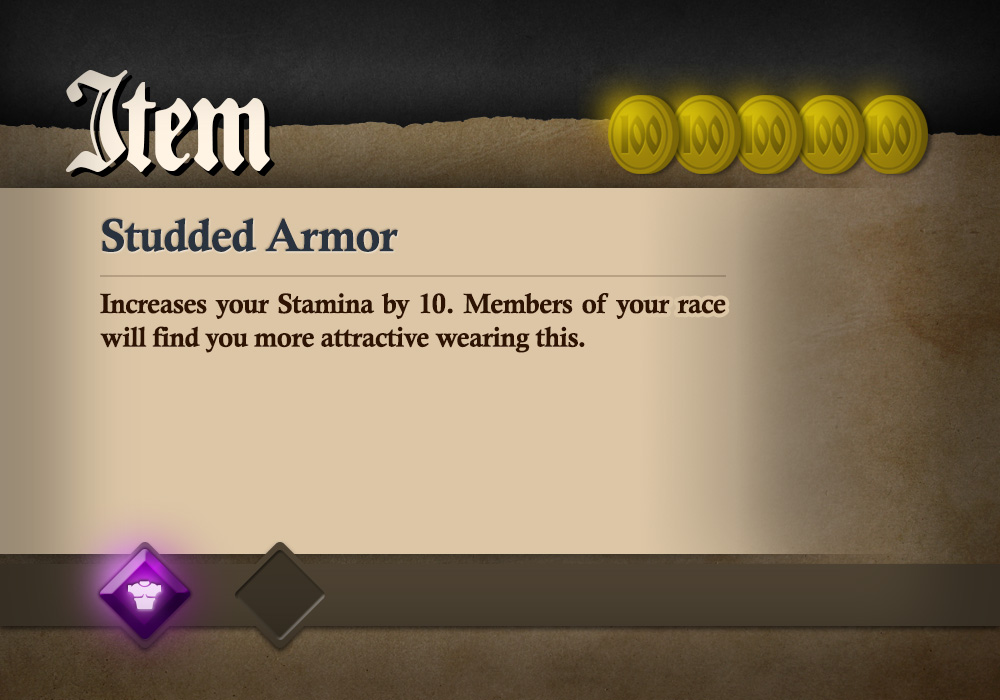 Item
100 100 100 100 100
Studded Armor
Increases your Stamina by 10. Members of your race
will find you more attractive wearing this.